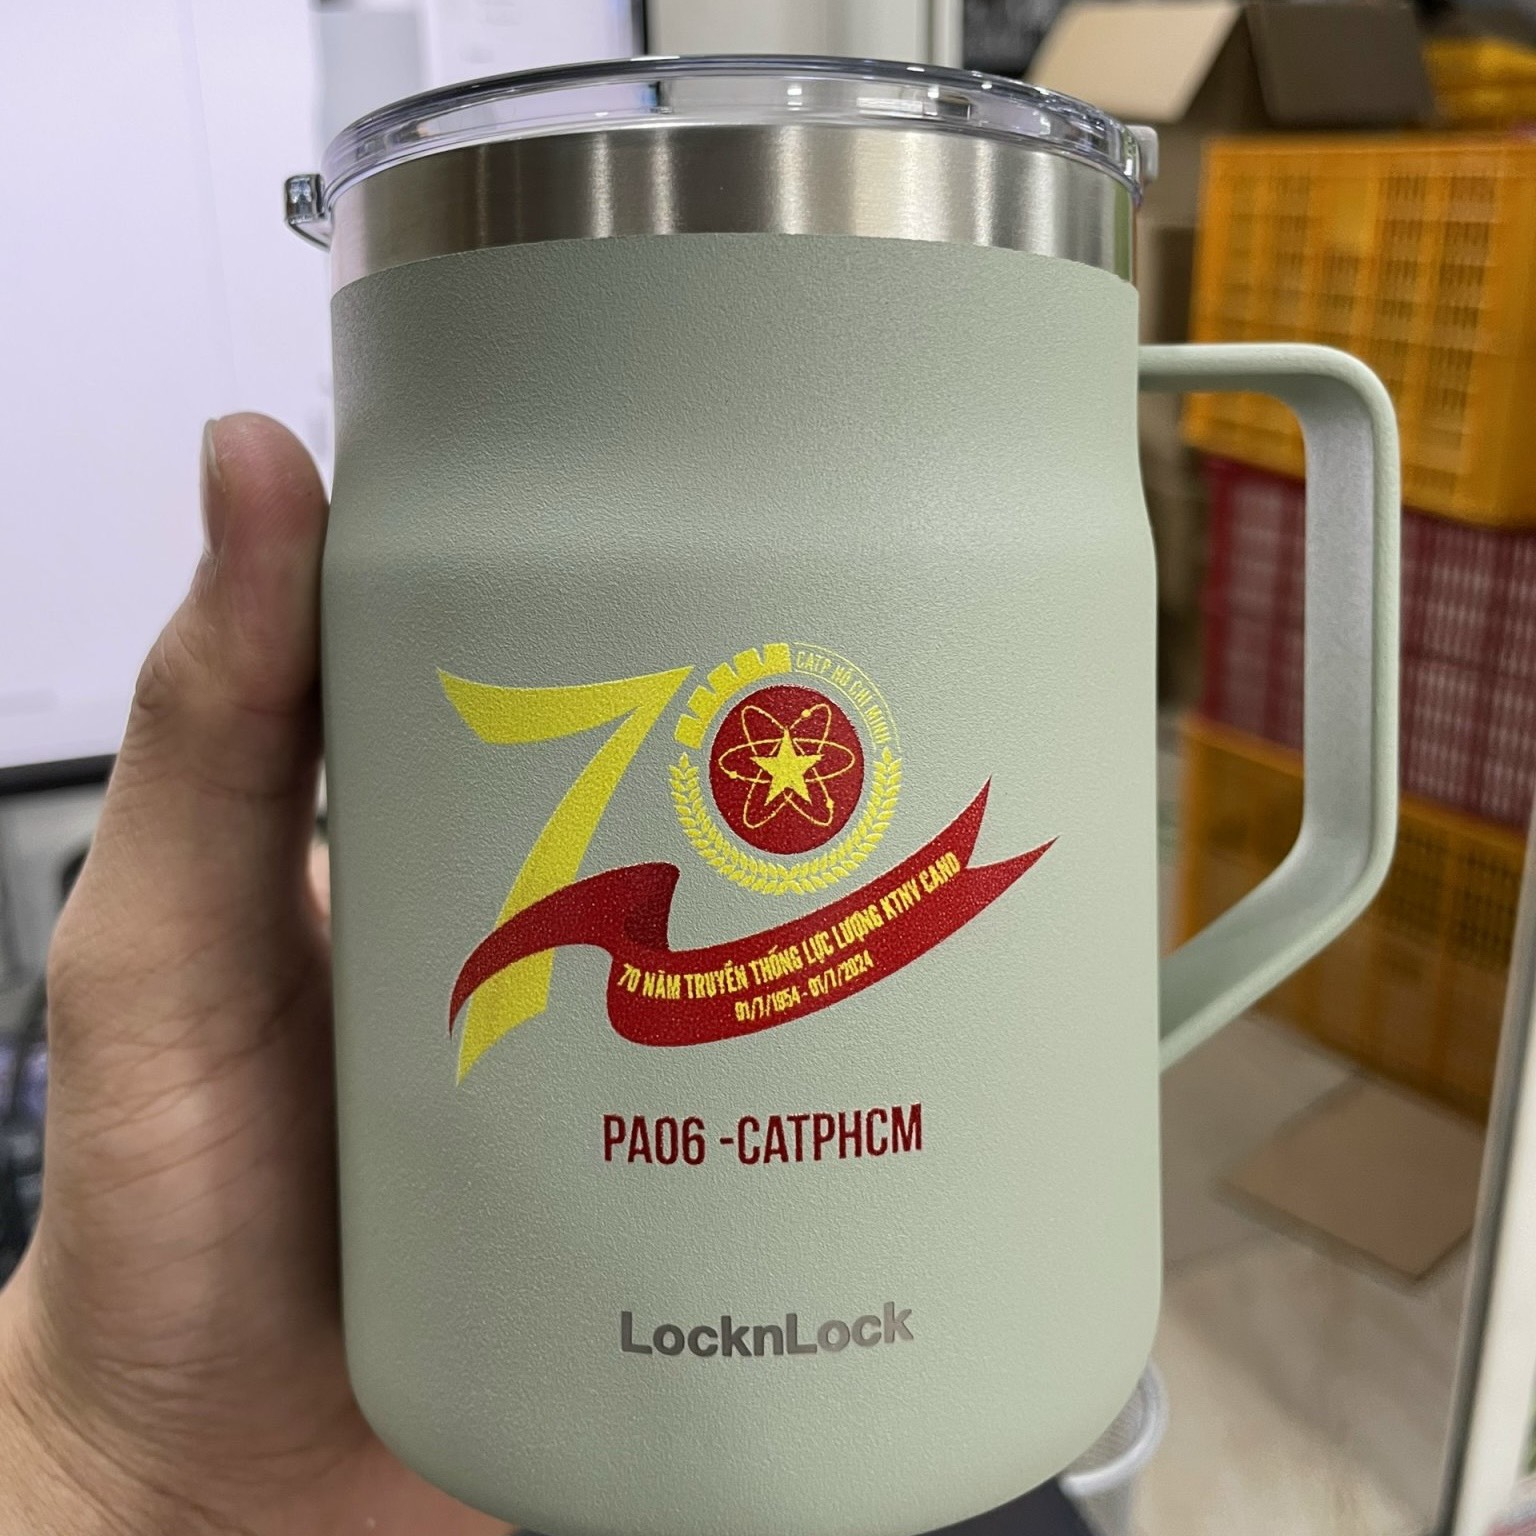 70
CATP HỒ CHÍ MINH
70 NĂM TRUYỀN THỐNG LỰC LƯỢNG KTNV CAND
01/7/1954 - 01/7/2024
PA06 -CATPHCM
LocknLock